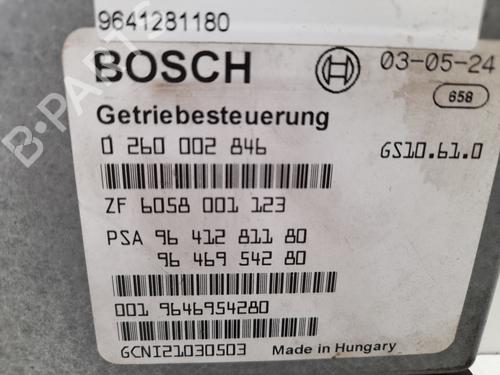 9641281180
BOSCH 03-05-24
658
Getriebesteuerung
0 260 002 846 GS10.61.0
ZF 6058 001 123
PSA 96 412 811 80
96 469 542 80
001 9646954280
GCNI21030503 Made in Hungary
B-PARTS